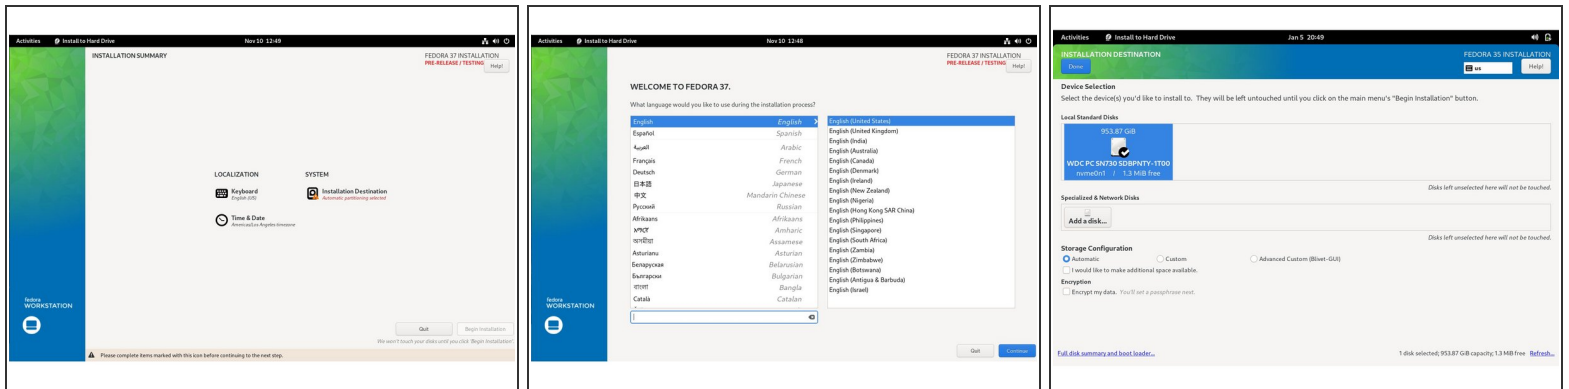 Activities Install to Hard Drive Nov 10 12:49
INSTALLATION SUMMARY
FEDORA 37 INSTALLATION
PRE-RELEASE / TESTING
Help!
LOCALIZATION
SYSTEM
Keyboard
English (US)
Installation Destination
Automatic partitioning selected
Time & Date
Americas/Los Angeles timezone
fedora
WORKSTATION
Quit
Begin Installation
We won't touch your disks until you click 'Begin Installation'.
Please complete items marked with this icon before continuing to the next step.
Activities Install to Hard Drive Nov 10 12:48
FEDORA 37 INSTALLATION
PRE-RELEASE / TESTING
Help!
WELCOME TO FEDORA 37.
What language would you like to use during the installation process?
English English
Español Spanish
العربية Arabic
Français French
Deutsch German
日本語 Japanese
中文 Mandarin Chinese
Русский Russian
Afrikaans Afrikaans
አማርኛ Amharic
অসমীয়া Assamese
Asturianu Asturian
Беларуская Belarusian
Български Bulgarian
বাংলা Bangla
Català Catalan
English (United States)
English (United Kingdom)
English (India)
English (Australia)
English (Canada)
English (Denmark)
English (Ireland)
English (New Zealand)
English (Nigeria)
English (Hong Kong SAR China)
English (Philippines)
English (Singapore)
English (South Africa)
English (Zambia)
English (Zimbabwe)
English (Botswana)
English (Antigua & Barbuda)
English (Israel)
fedora
WORKSTATION
Quit
Continue
Activities Install to Hard Drive Jan 5 20:49
INSTALLATION DESTINATION
FEDORA 35 INSTALLATION
Done
us
Help!
Device Selection
Select the device(s) you'd like to install to. They will be left untouched until you click on the main menu's "Begin Installation" button.
Local Standard Disks
953.87 GiB
WDC PC SN730 SDBPNTY-1T00
nvme0n1 / 1.3 MiB free
Disks left unselected here will not be touched.
Specialized & Network Disks
Add a disk...
Disks left unselected here will not be touched.
Storage Configuration
Automatic Custom Advanced Custom (Blivet-GUI)
I would like to make additional space available.
Encryption
Encrypt my data. You'll set a passphrase next.
Full disk summary and boot loader...
1 disk selected; 953.87 GiB capacity; 1.3 MiB free Refresh...